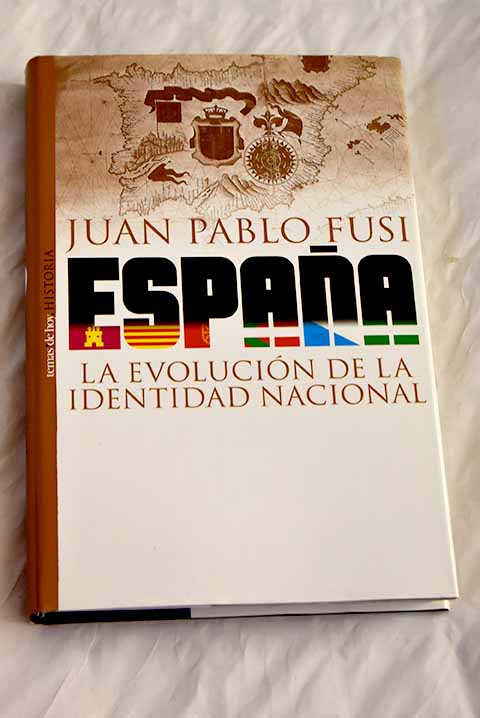 JUAN PABLO FUSI
ESPAÑA
LA EVOLUCIÓN DE LA
IDENTIDAD NACIONAL
temas de hoy HISTORIA